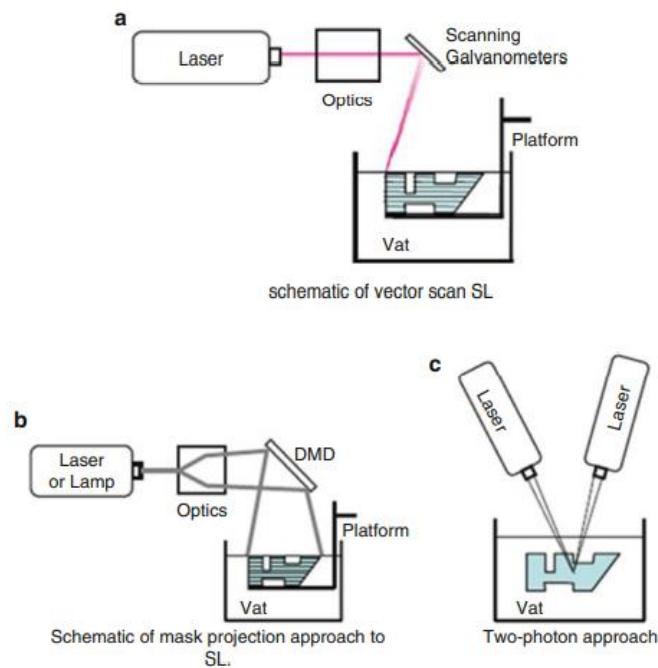 a
Laser
Optics
Scanning
Galvanometers
Platform
Vat
schematic of vector scan SL
b
Laser
or Lamp
Optics
DMD
Platform
Vat
Schematic of mask projection approach to
SL.
c
Laser
Laser
Vat
Two-photon approach